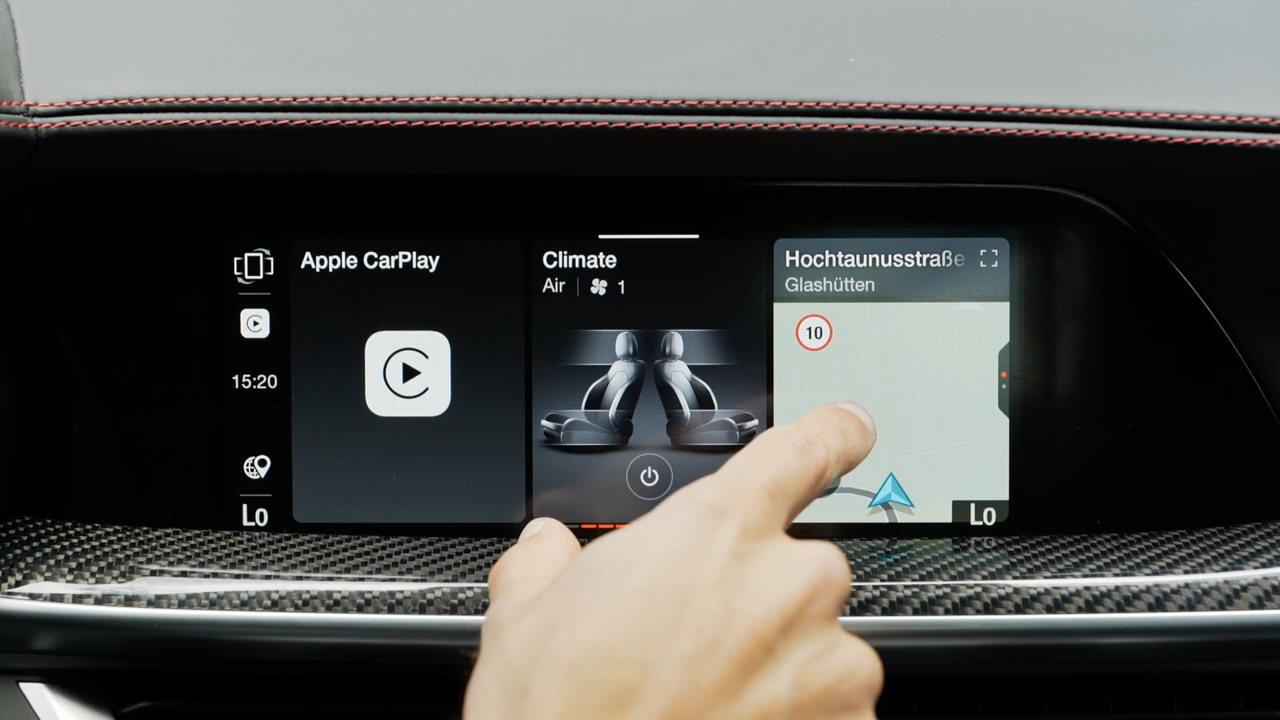 Apple CarPlay
Climate
Air 1
Hochtaunusstraße
Glashütten
10
15:20
Lo
Lo